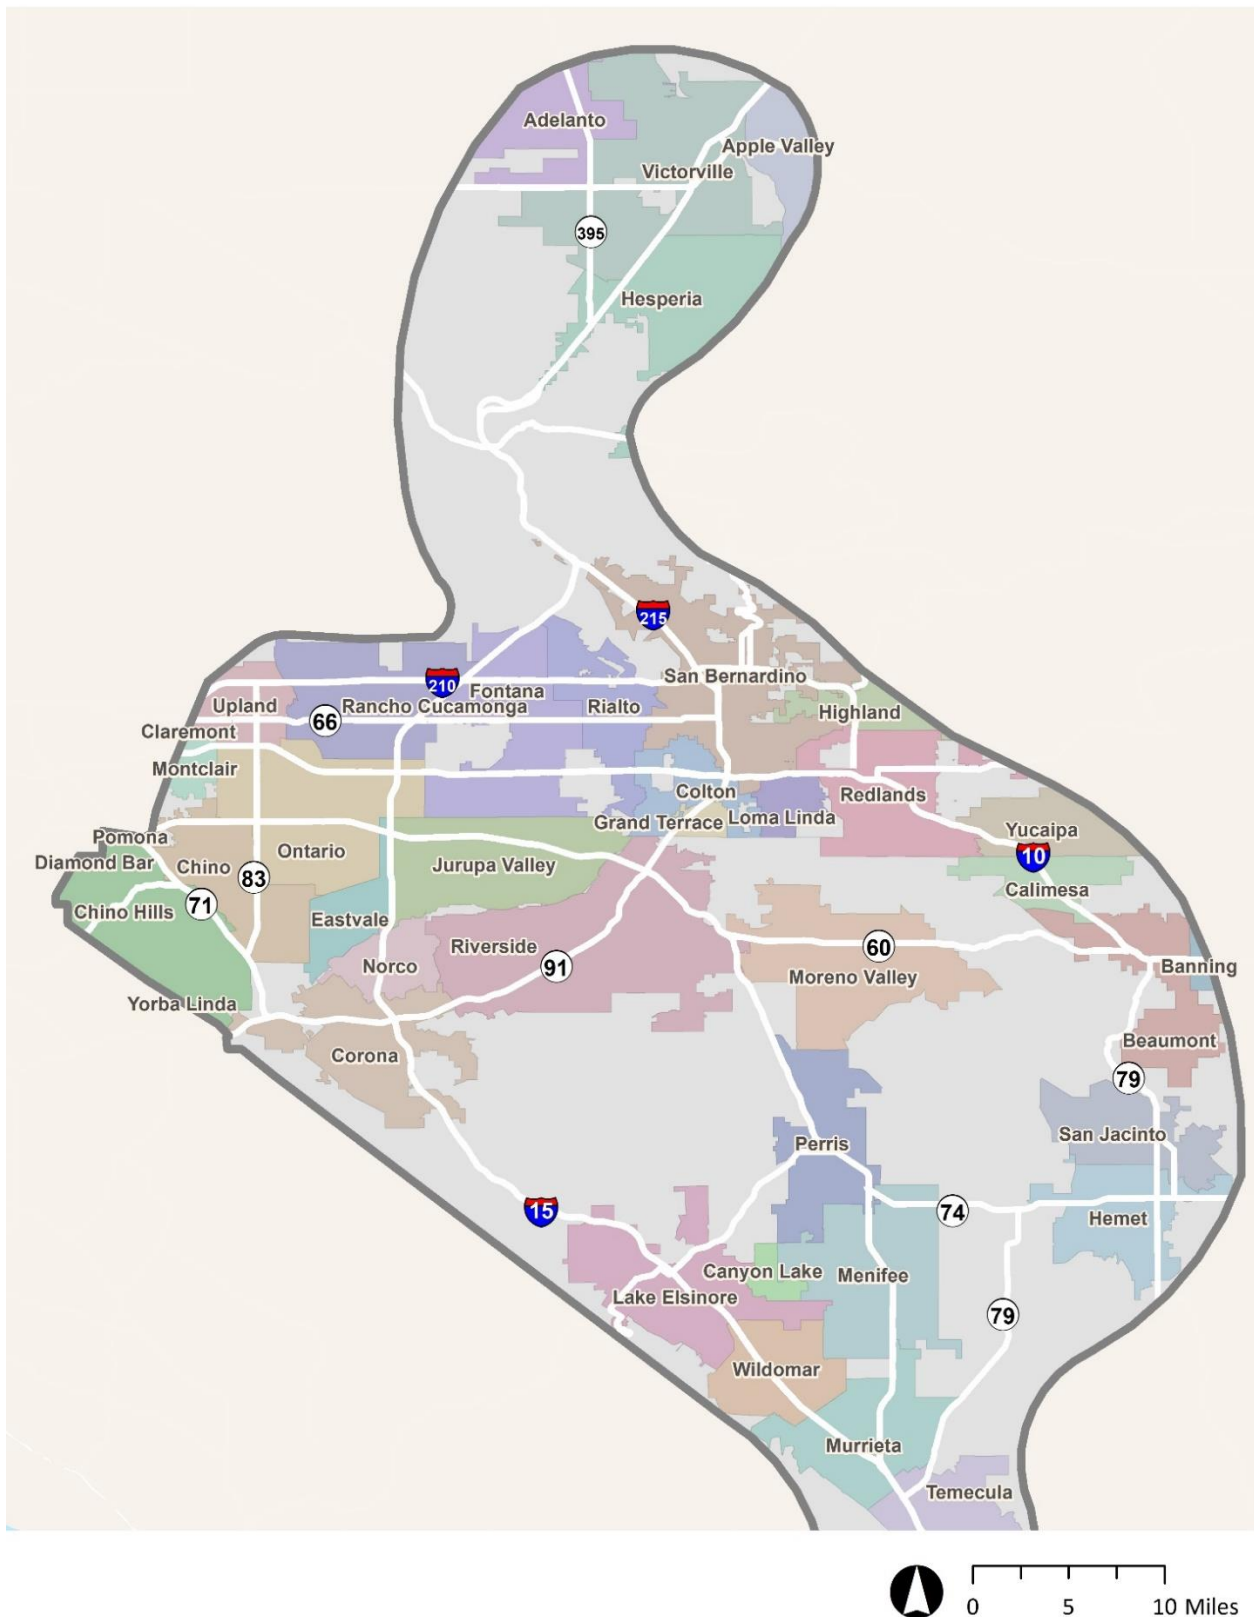 Adelanto
Apple Valley
Victorville
395
Hesperia
215
San Bernardino
210
Fontana
Upland
Rancho Cucamonga
Rialto
Highland
66
Claremont
Montclair
Colton
Redlands
Grand Terrace
Loma Linda
Yucaipa
Pomona
Ontario
10
Diamond Bar
Chino
Jurupa Valley
83
Calimesa
71
Chino Hills
Eastvale
Riverside
60
91
Norco
Moreno Valley
Banning
Yorba Linda
Beaumont
Corona
79
San Jacinto
Perris
15
74
Hemet
Canyon Lake
Menifee
Lake Elsinore
79
Wildomar
Murrieta
Temecula
0 5 10 Miles